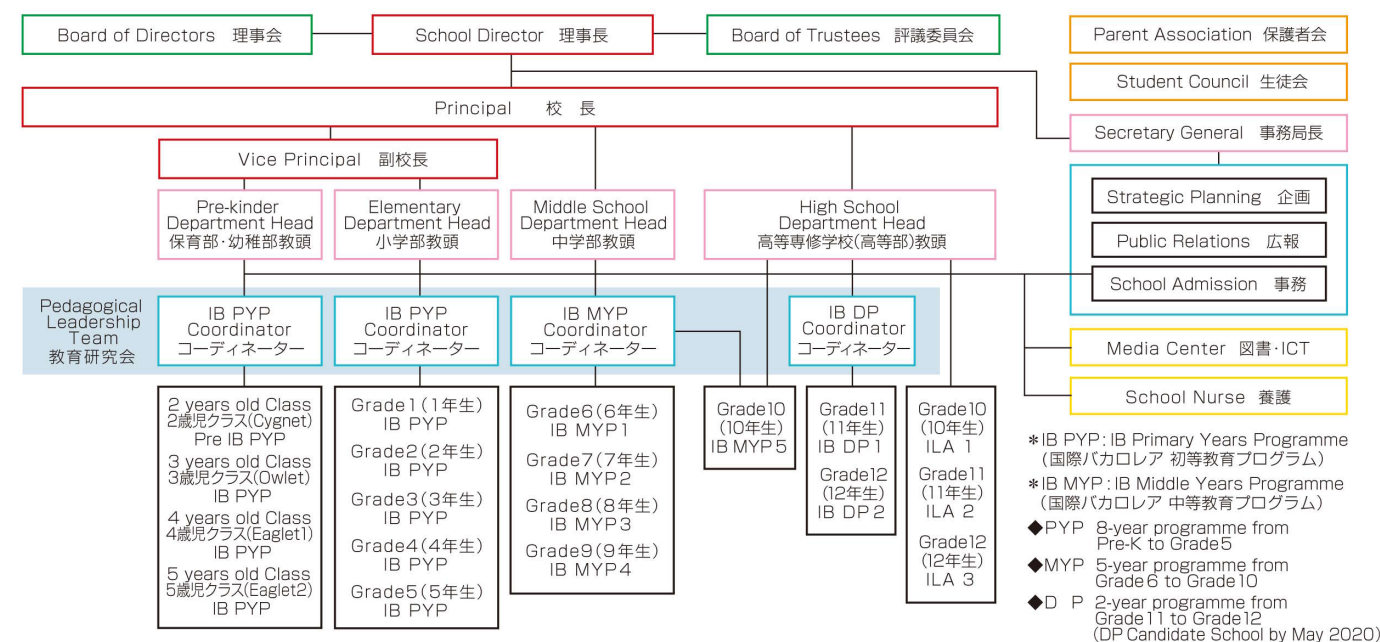 Board of Directors 理事会
School Director 理事長
Board of Trustees 評議委員会
Parent Association 保護者会
Student Council 生徒会
Principal 校 長
Secretary General 事務局長
Vice Principal 副校長
Strategic Planning 企画
Public Relations 広報
School Admission 事務
Pre-kinder
Department Head
保育部・幼稚部教頭
Elementary
Department Head
小学部教頭
Middle School
Department Head
中学部教頭
High School
Department Head
高等専修学校(高等部)教頭
Pedagogical
Leadership
Team
教育研究会
IB PYP
Coordinator
コーディネーター
IB PYP
Coordinator
コーディネーター
IB MYP
Coordinator
コーディネーター
IB DP
Coordinator
コーディネーター
Media Center 図書・ICT
School Nurse 養護
2 years old Class
2歳児クラス(Cygnet)
Pre IB PYP
3 years old Class
3歳児クラス(Owlet)
IB PYP
4 years old Class
4歳児クラス(Eaglet1)
IB PYP
5 years old Class
5歳児クラス(Eaglet2)
IB PYP
Grade1(1年生)
IB PYP
Grade2(2年生)
IB PYP
Grade3(3年生)
IB PYP
Grade4(4年生)
IB PYP
Grade5(5年生)
IB PYP
Grade6(6年生)
IB MYP1
Grade7(7年生)
IB MYP2
Grade8(8年生)
IB MYP3
Grade9(9年生)
IB MYP4
Grade10
(10年生)
IB MYP5
Grade11
(11年生)
IB DP1
Grade12
(12年生)
IB DP2
Grade10
(10年生)
ILA 1
Grade11
(11年生)
ILA 2
Grade12
(12年生)
ILA 3
*IB PYP: IB Primary Years Programme
(国際バカロレア 初等教育プログラム)
*IB MYP: IB Middle Years Programme
(国際バカロレア 中等教育プログラム)
◆PYP 8-year programme from
Pre-K to Grade5
◆MYP 5-year programme from
Grade6 to Grade10
◆D P 2-year programme from
Grade11 to Grade12
(DP Candidate School by May 2020)